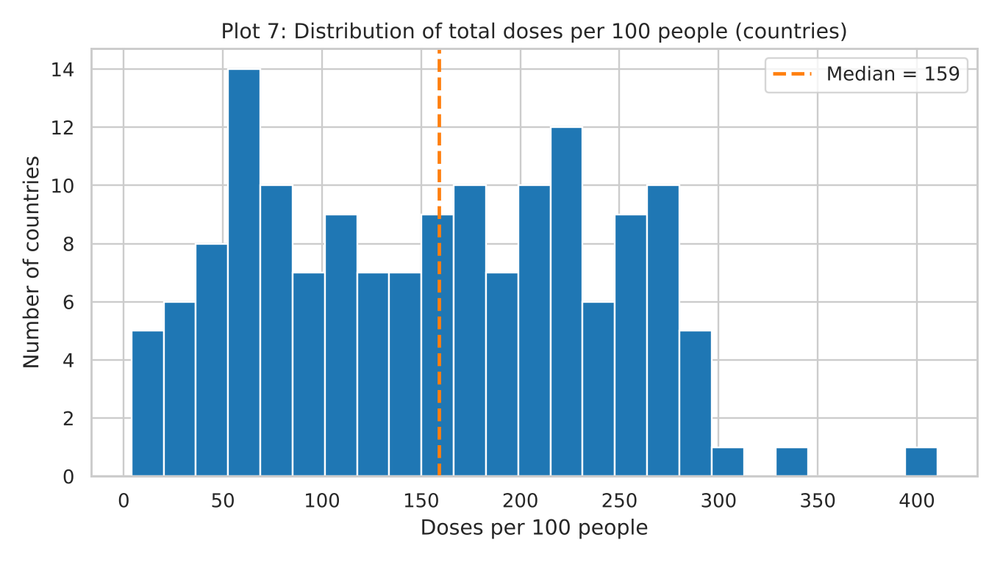 Plot 7: Distribution of total doses per 100 people (countries)
Median = 159
Number of countries
14
12
10
8
6
4
2
0
0 50 100 150 200 250 300 350 400
Doses per 100 people